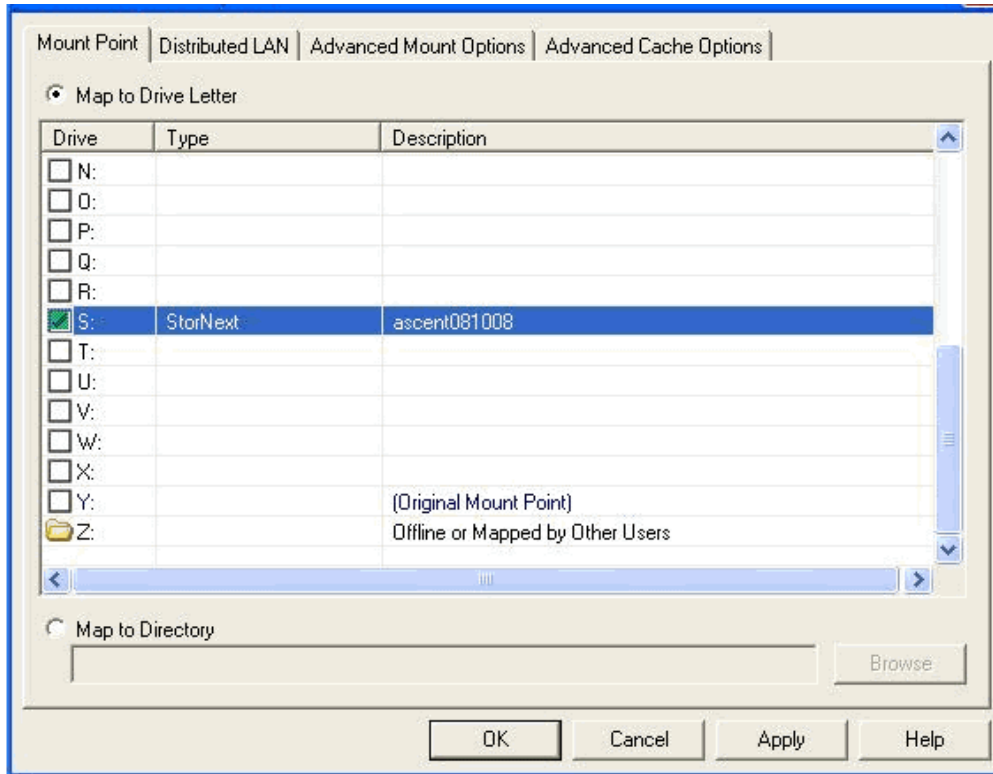 Mount Point Distributed LAN Advanced Mount Options Advanced Cache Options
Map to Drive Letter
Drive Type Description
N:
O:
P:
Q:
R:
S: StorNext ascent081008
T:
U:
V:
W:
X:
Y: (Original Mount Point)
Z: Offline or Mapped by Other Users
Map to Directory
Browse
OK Cancel Apply Help